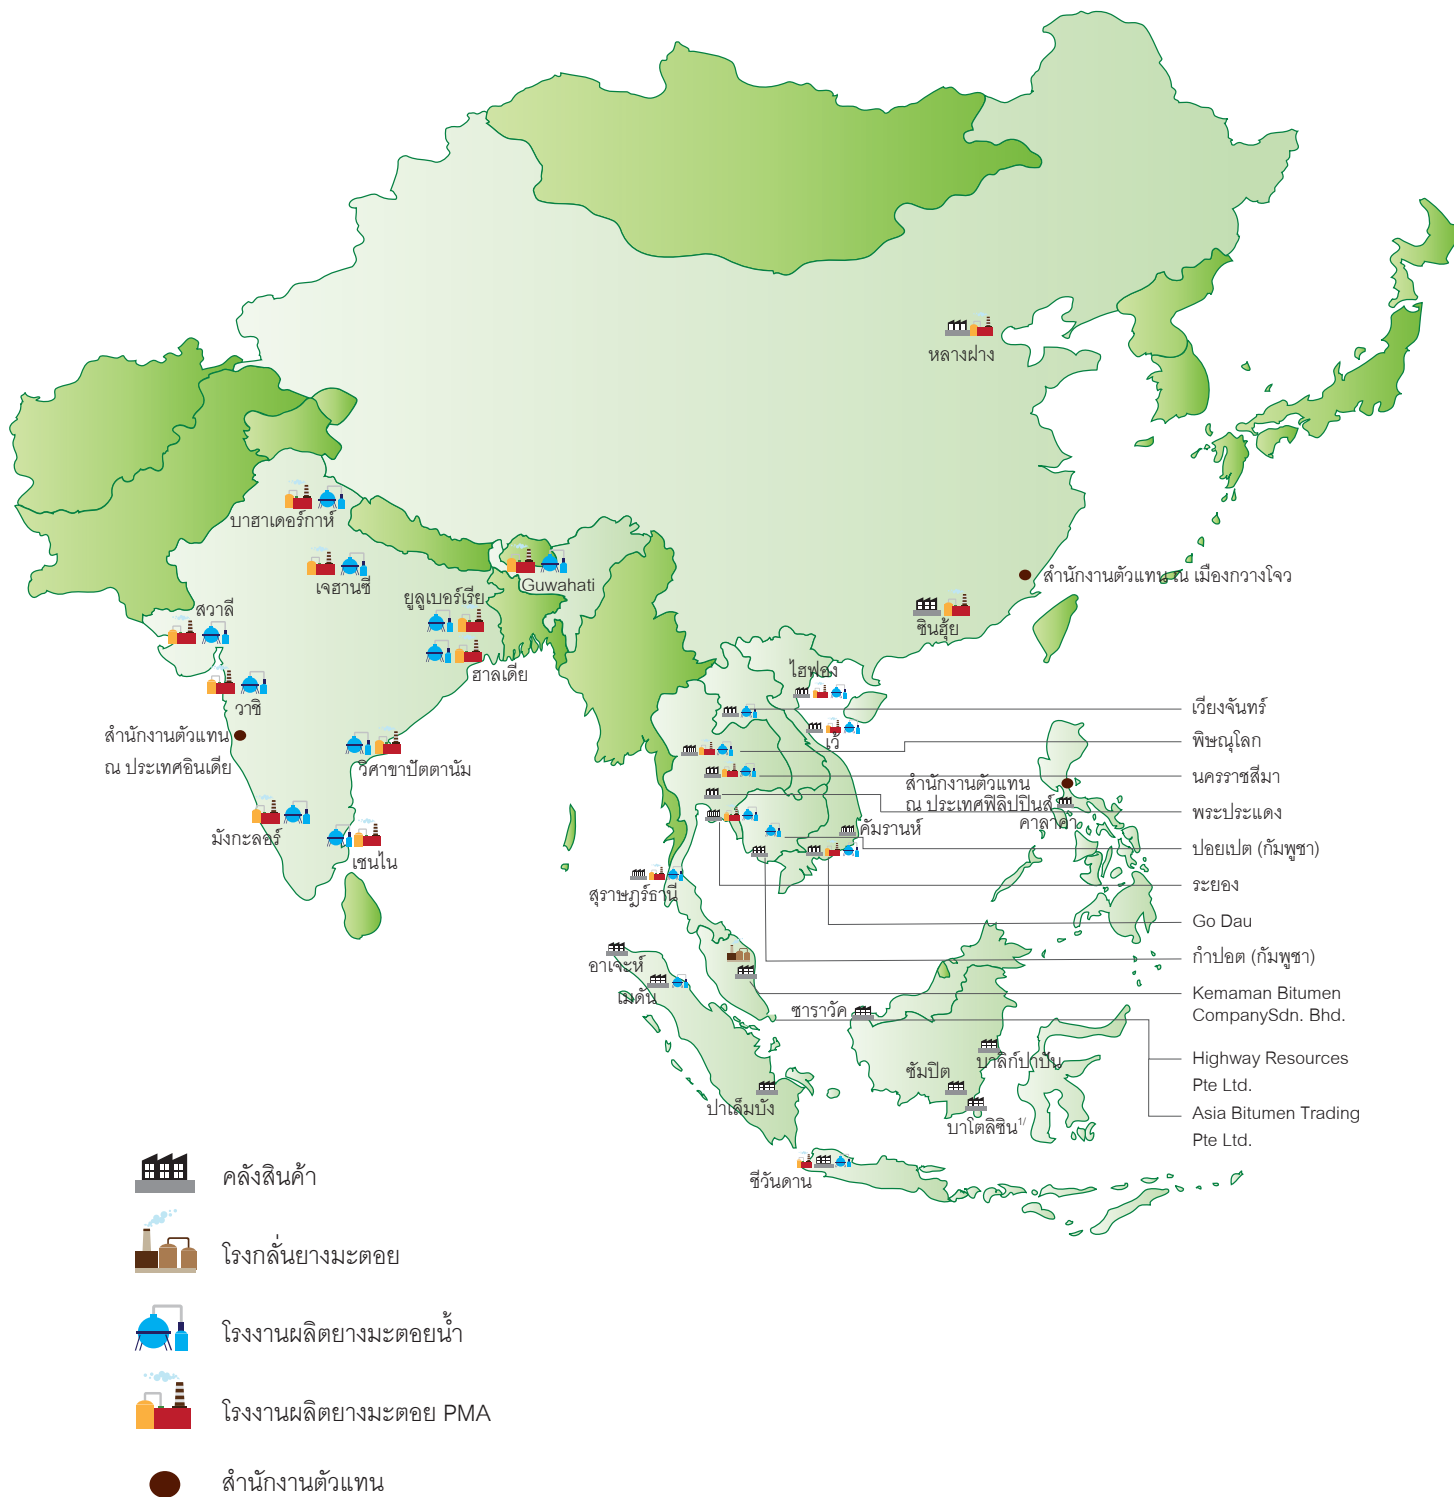 หลางฝาง
บาฮาเดอร์กาห์
เจฮานซี
Guwahati
สำนักงานตัวแทน ณ เมืองกวางโจว
ยูลูเบอร์เรีย
สวาลี
ซินฮุ้ย
ฮาลเดีย
ไฮฟอง
วาชิ
เวียงจันทร์
สำนักงานตัวแทน
ณ ประเทศอินเดีย
เว้
พิษณุโลก
วิศาขาปัตตานัม
นครราชสีมา
สำนักงานตัวแทน
ณ ประเทศฟิลิปปินส์
พระประแดง
คาลาคา
คัมรานห์
มังกะลอร์
ปอยเปต (กัมพูชา)
เชนไน
ระยอง
สุราษฎร์ธานี
Go Dau
กำปอต (กัมพูชา)
อาเจะห์
เมดัน
Kemaman Bitumen
CompanySdn. Bhd.
ซาราวัค
บาลิก์ปาปัน
Highway Resources
Pte Ltd.
ซัมปิต
ปาเล็มบัง
บาโตลิซิน1/
Asia Bitumen Trading
Pte Ltd.
ชีวันดาน
คลังสินค้า
โรงกลั่นยางมะตอย
โรงงานผลิตยางมะตอยน้ำ
โรงงานผลิตยางมะตอย PMA
สำนักงานตัวแทน